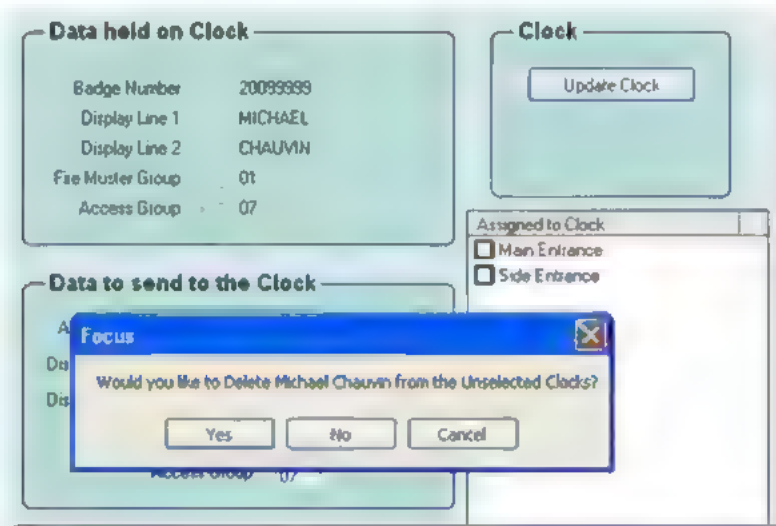 Data held on Clock
Badge Number 20099999
Display Line 1 MICHAEL
Display Line 2 CHAUVIN
Fire Muster Group 01
Access Group 07
Clock
Update Clock
Assigned to Clock
Main Entrance
Side Entrance
Data to send to the Clock
A
Dis
Dis
Focus
Would you like to Delete Michael Chauvin from the Unselected Clocks?
Yes No Cancel
Access Group 07